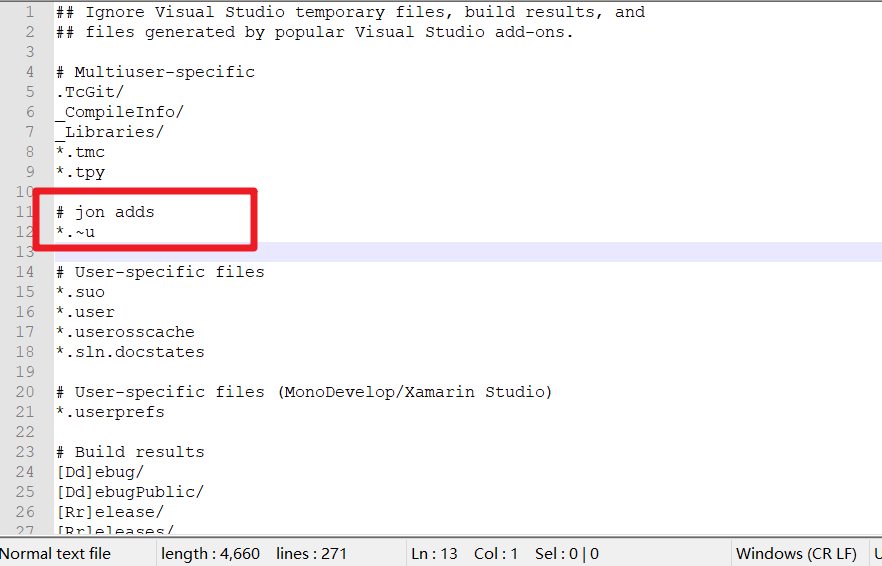 1 ## Ignore Visual Studio temporary files, build results, and
2 ## files generated by popular Visual Studio add-ons.
3
4 # Multiuser-specific
5 .TcGit/
6 _CompileInfo/
7 _Libraries/
8 *.tmc
9 *.tpy
10
11 # jon adds
12 *.~u
13
14 # User-specific files
15 *.suo
16 *.user
17 *.userosscache
18 *.sln.docstates
19
20 # User-specific files (MonoDevelop/Xamarin Studio)
21 *.userprefs
22
23 # Build results
24 [Dd]ebug/
25 [Dd]ebugPublic/
26 [Rr]elease/
27 [Rr]eleases/
Normal text file length : 4,660 lines : 271 Ln : 13 Col : 1 Sel : 0 | 0 Windows (CR LF)